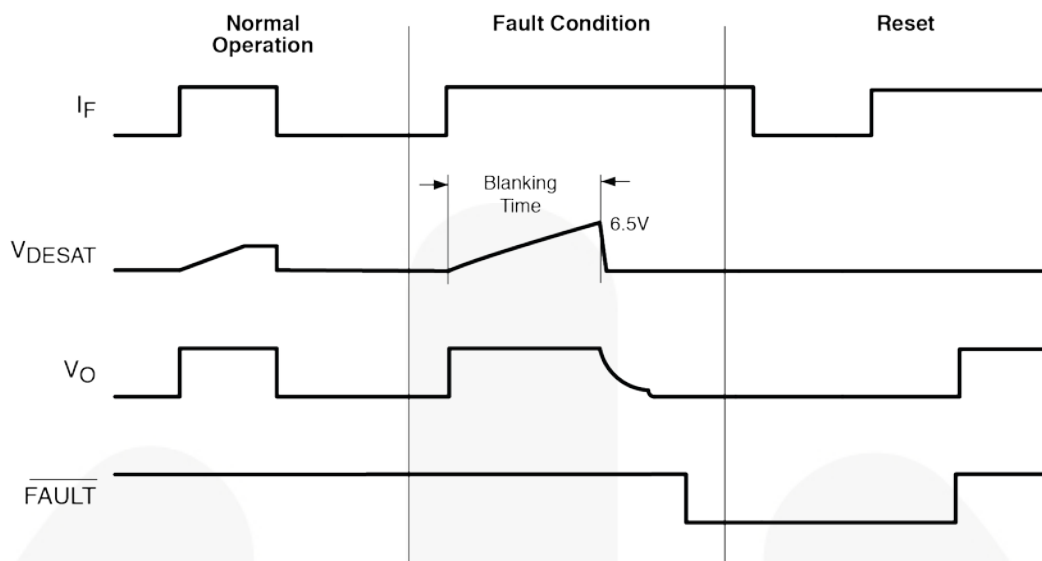 Normal
Operation
Fault Condition
Reset
IF
Blanking
Time
6.5V
VDESAT
VO
FAULT